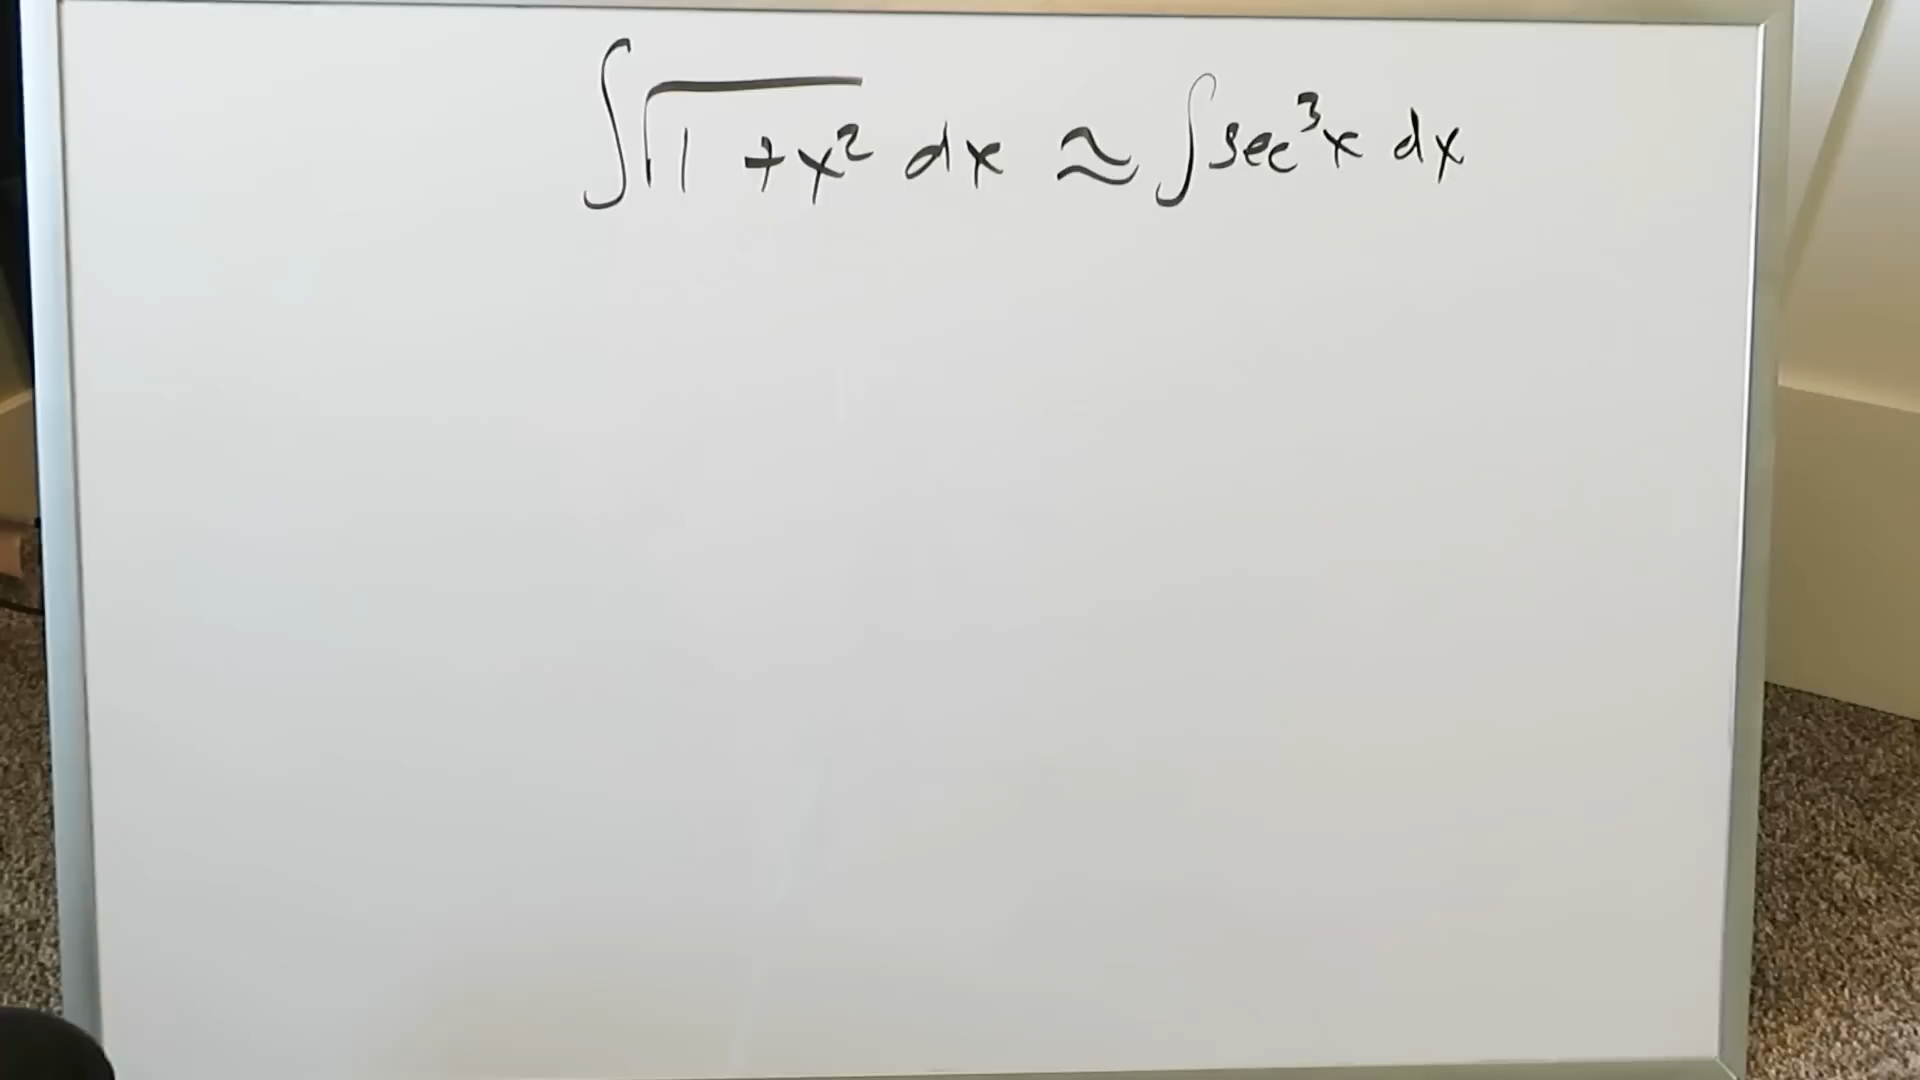 ∫√(1 + x²) dx ≈ ∫sec³x dx